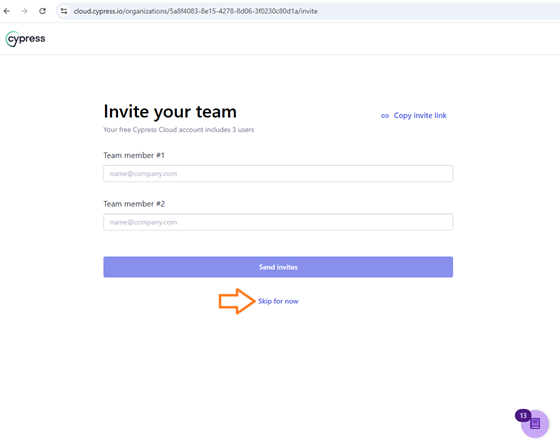 cloud.cypress.io/organizations/5a8f4083-8e15-4278-8d06-3f0230c80d1a/invite
cypress
Invite your team
Copy invite link
Your free Cypress Cloud account includes 3 users
Team member #1
name@company.com
Team member #2
name@company.com
Send invites
Skip for now
13